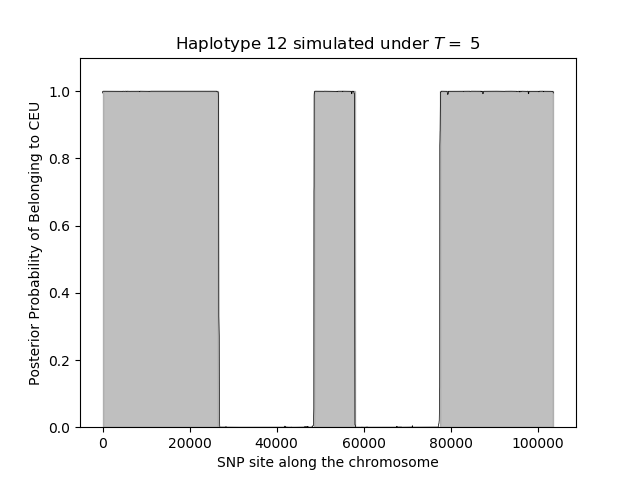 Haplotype 12 simulated under T = 5
Posterior Probability of Belonging to CEU
1.0
0.8
0.6
0.4
0.2
0.0
0 20000 40000 60000 80000 100000
SNP site along the chromosome